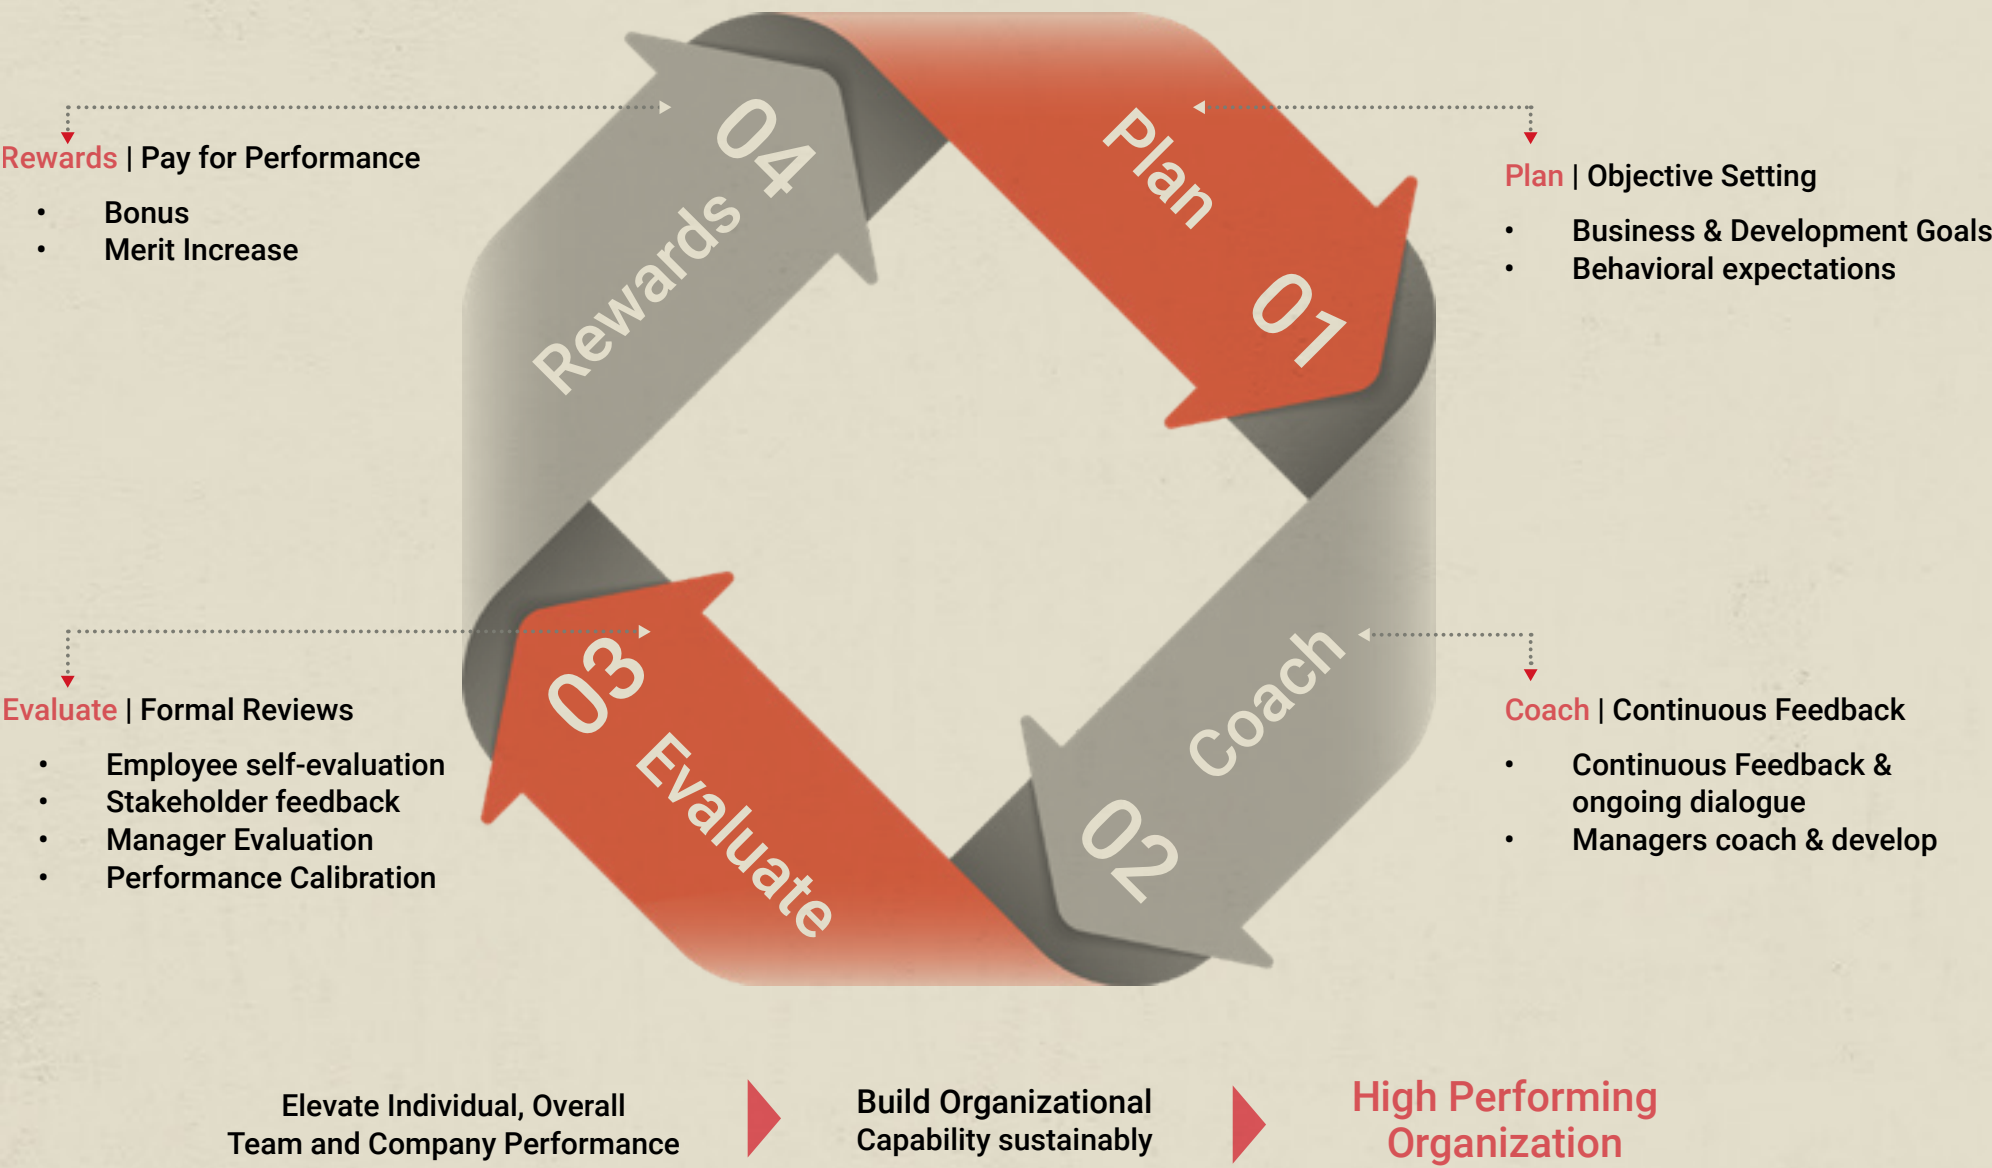 04
Rewards
Plan
01
Rewards | Pay for Performance
• Bonus
• Merit Increase
Plan | Objective Setting
• Business & Development Goals
• Behavioral expectations
03
Evaluate
Coach
02
Evaluate | Formal Reviews
• Employee self-evaluation
• Stakeholder feedback
• Manager Evaluation
• Performance Calibration
Coach | Continuous Feedback
• Continuous Feedback &
ongoing dialogue
• Managers coach & develop
Elevate Individual, Overall
Team and Company Performance
Build Organizational
Capability sustainably
High Performing
Organization